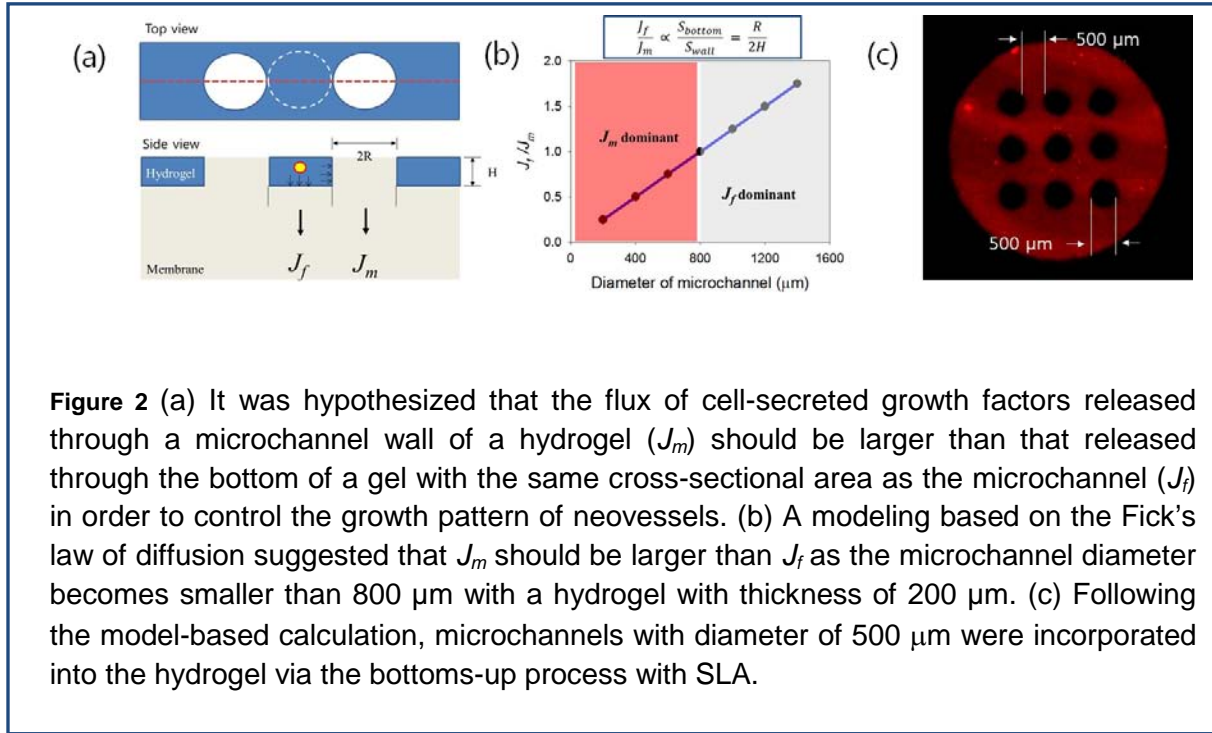 (a)
Top view
Side view
2R
Hydrogel
H
Membrane
J_f
J_m
(b)
J_f/J_m ∝ S_bottom/S_wall = R/2H
J_f/J_m
2.0
1.5
1.0
0.5
0.0
J_m dominant
J_f dominant
0 400 800 1200 1600
Diameter of microchannel (μm)
(c)
500 μm
500 μm
Figure 2 (a) It was hypothesized that the flux of cell-secreted growth factors released
through a microchannel wall of a hydrogel (J_m) should be larger than that released
through the bottom of a gel with the same cross-sectional area as the microchannel (J_f)
in order to control the growth pattern of neovessels. (b) A modeling based on the Fick's
law of diffusion suggested that J_m should be larger than J_f as the microchannel diameter
becomes smaller than 800 μm with a hydrogel with thickness of 200 μm. (c) Following
the model-based calculation, microchannels with diameter of 500 μm were incorporated
into the hydrogel via the bottoms-up process with SLA.